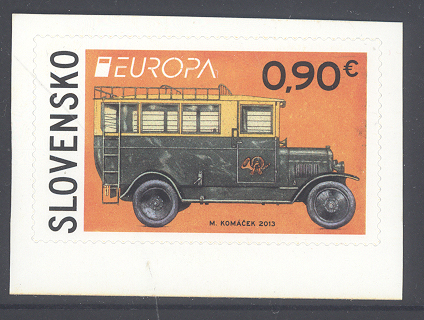 SLOVENSKO
EUROPA
0,90€
M. KOMÁČEK 2013